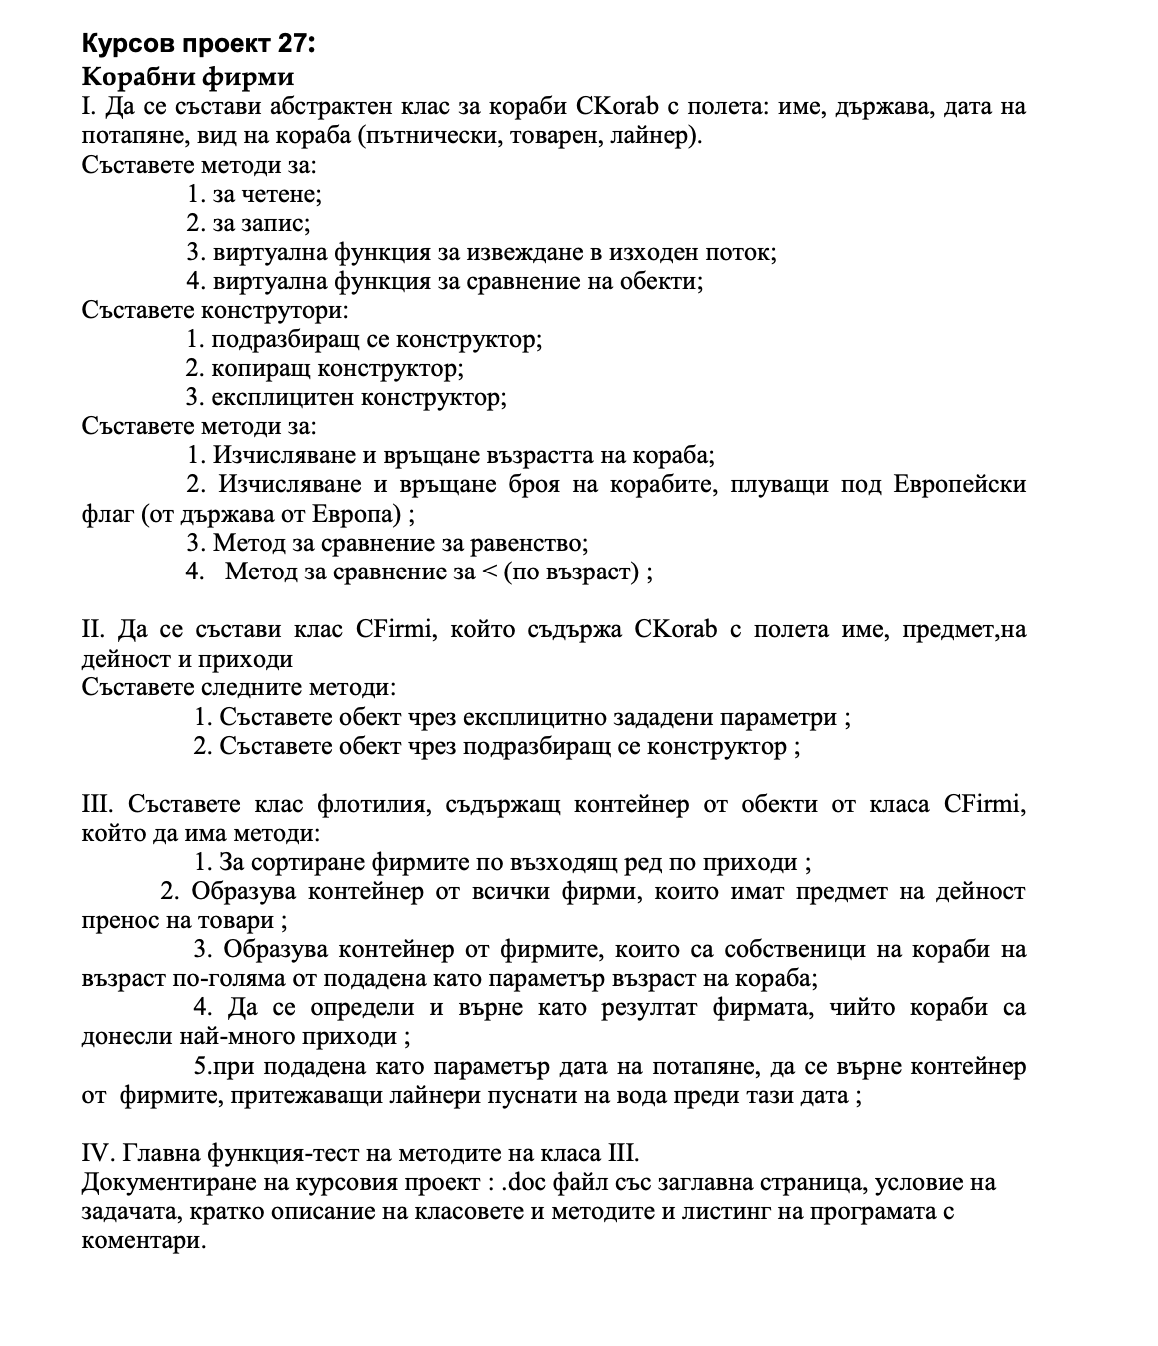 Курсов проект 27:
Корабни фирми
I. Да се състави абстрактен клас за кораби CKorab с полета: име, държава, дата на
потапяне, вид на кораба (пътнически, товарен, лайнер).
Съставете методи за:
1. за четене;
2. за запис;
3. виртуална функция за извеждане в изходен поток;
4. виртуална функция за сравнение на обекти;
Съставете конструтори:
1. подразбиращ се конструктор;
2. копиращ конструктор;
3. експлицитен конструктор;
Съставете методи за:
1. Изчисляване и връщане възрастта на кораба;
2. Изчисляване и връщане броя на корабите, плуващи под Европейски
флаг (от държава от Европа) ;
3. Метод за сравнение за равенство;
4. Метод за сравнение за < (по възраст) ;
II. Да се състави клас CFirmi, който съдържа CKorab с полета име, предмет,на
дейност и приходи
Съставете следните методи:
1. Съставете обект чрез експлицитно зададени параметри ;
2. Съставете обект чрез подразбиращ се конструктор ;
III. Съставете клас флотилия, съдържащ контейнер от обекти от класа CFirmi,
който да има методи:
1. За сортиране фирмите по възходящ ред по приходи ;
2. Образува контейнер от всички фирми, които имат предмет на дейност
пренос на товари ;
3. Образува контейнер от фирмите, които са собственици на кораби на
възраст по-голяма от подадена като параметър възраст на кораба;
4. Да се определи и върне като резултат фирмата, чийто кораби са
донесли най-много приходи ;
5.при подадена като параметър дата на потапяне, да се върне контейнер
от фирмите, притежаващи лайнери пуснати на вода преди тази дата ;
IV. Главна функция-тест на методите на класа III.
Документиране на курсовия проект : .doc файл със заглавна страница, условие на
задачата, кратко описание на класовете и методите и листинг на програмата с
коментари.